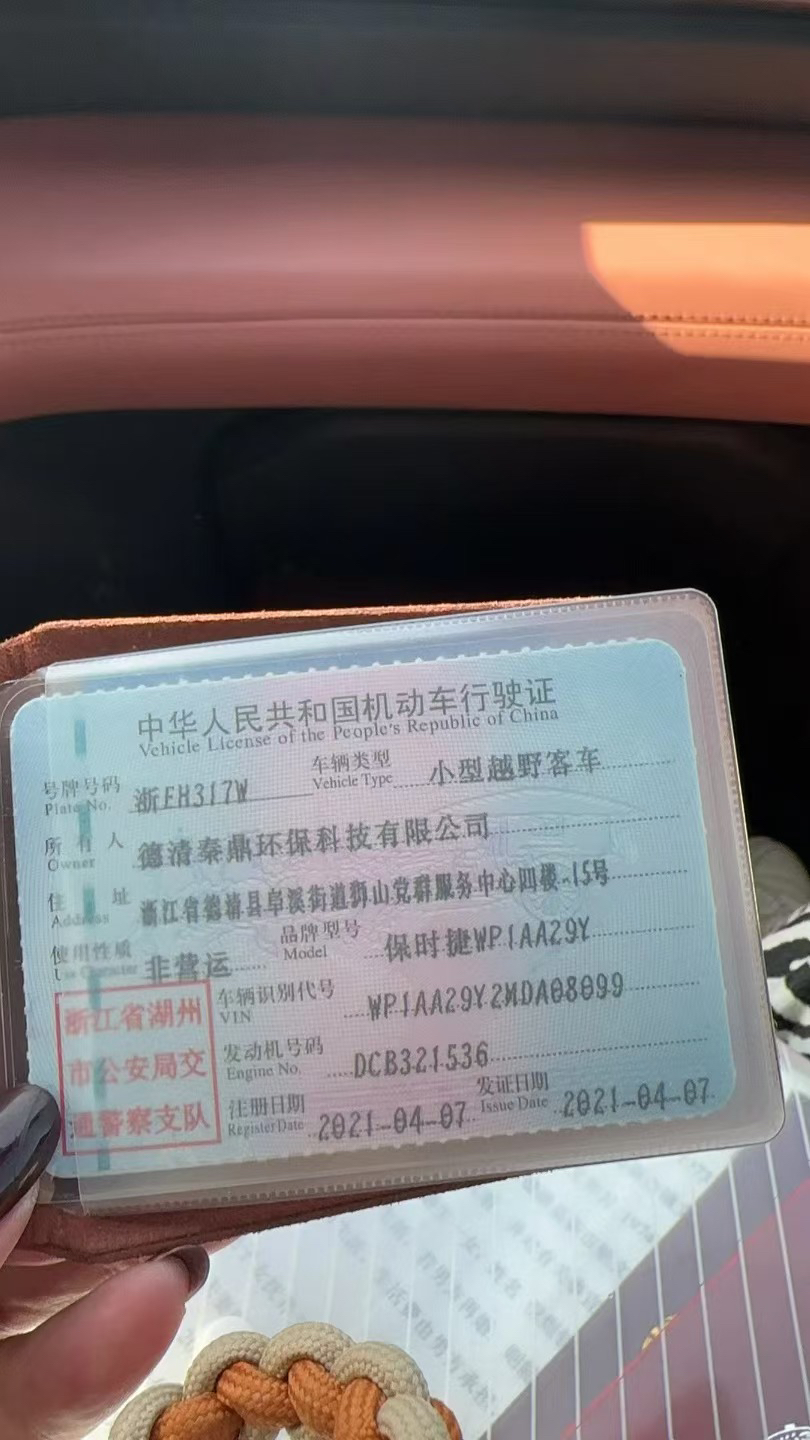 中华人民共和国机动车行驶证
Vehicle License of the People's Republic of China
号牌号码 浙EH317W 车辆类型 小型越野客车
Plate No. Vehicle Type
所有人 德清秦鼎环保科技有限公司
Owner
住址 浙江省德清县阜溪街道狮山党群服务中心四楼-15号
Address
使用性质 非营运 品牌型号 保时捷WP1AA29Y
Use Character Model
浙江省湖州
市公安局交
通警察支队
车辆识别代号 WP1AA29Y2MDA08099
VIN
发动机号码 DCB321536
Engine No.
注册日期 2021-04-07 发证日期 2021-04-07
Register Date Issue Date